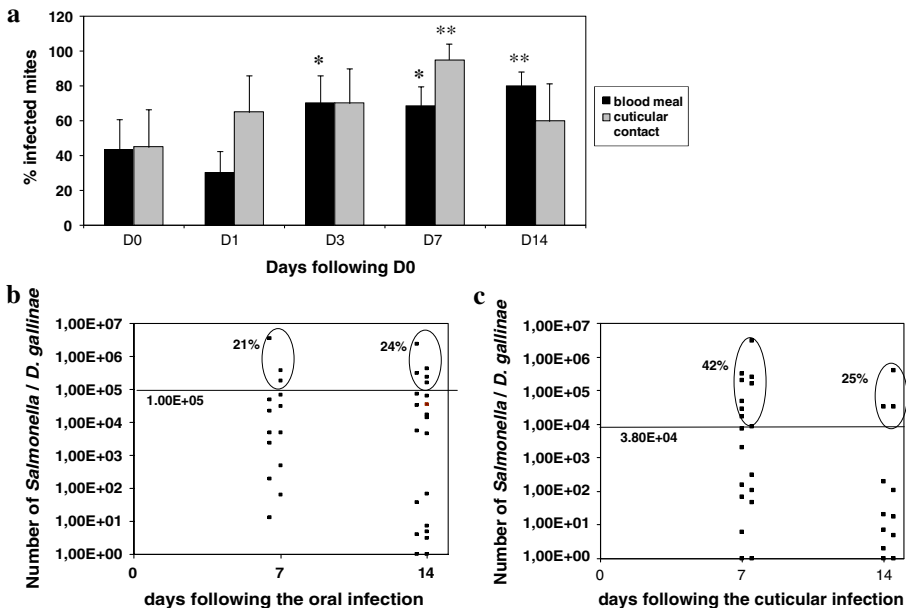 a
% infected mites
120
100
80
60
40
20
0
* * ** * **
blood meal
cuticular
contact
D0 D1 D3 D7 D14
Days following D0
b
Number of Salmonella / D. gallinae
1,00E+07
1,00E+06
1,00E+05
1,00E+04
1,00E+03
1,00E+02
1,00E+01
1,00E+00
21%
24%
1.00E+05
0 7 14
days following the oral infection
c
Number of Salmonella / D. gallinae
1,00E+07
1,00E+06
1,00E+05
1,00E+04
1,00E+03
1,00E+02
1,00E+01
1,00E+00
42%
25%
3.80E+04
0 7 14
days following the cuticular infection